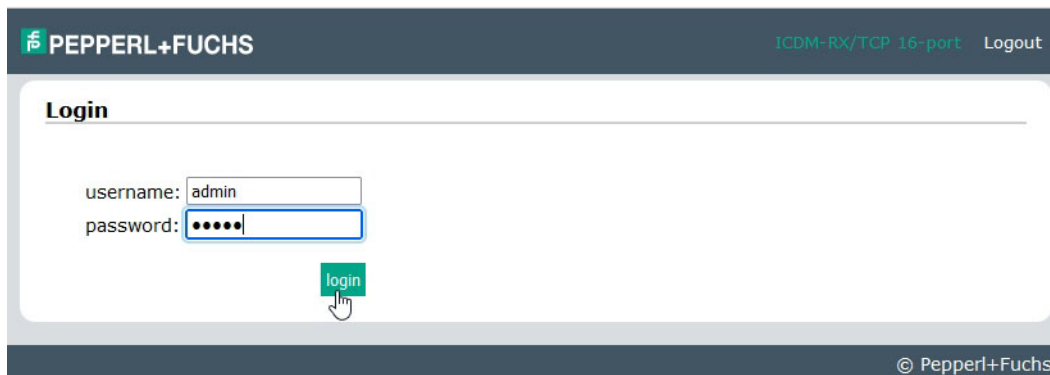 PEPPERL+FUCHS ICDM-RX/TCP 16-port Logout
Login
username: admin
password: •••••
login
© Pepperl+Fuchs